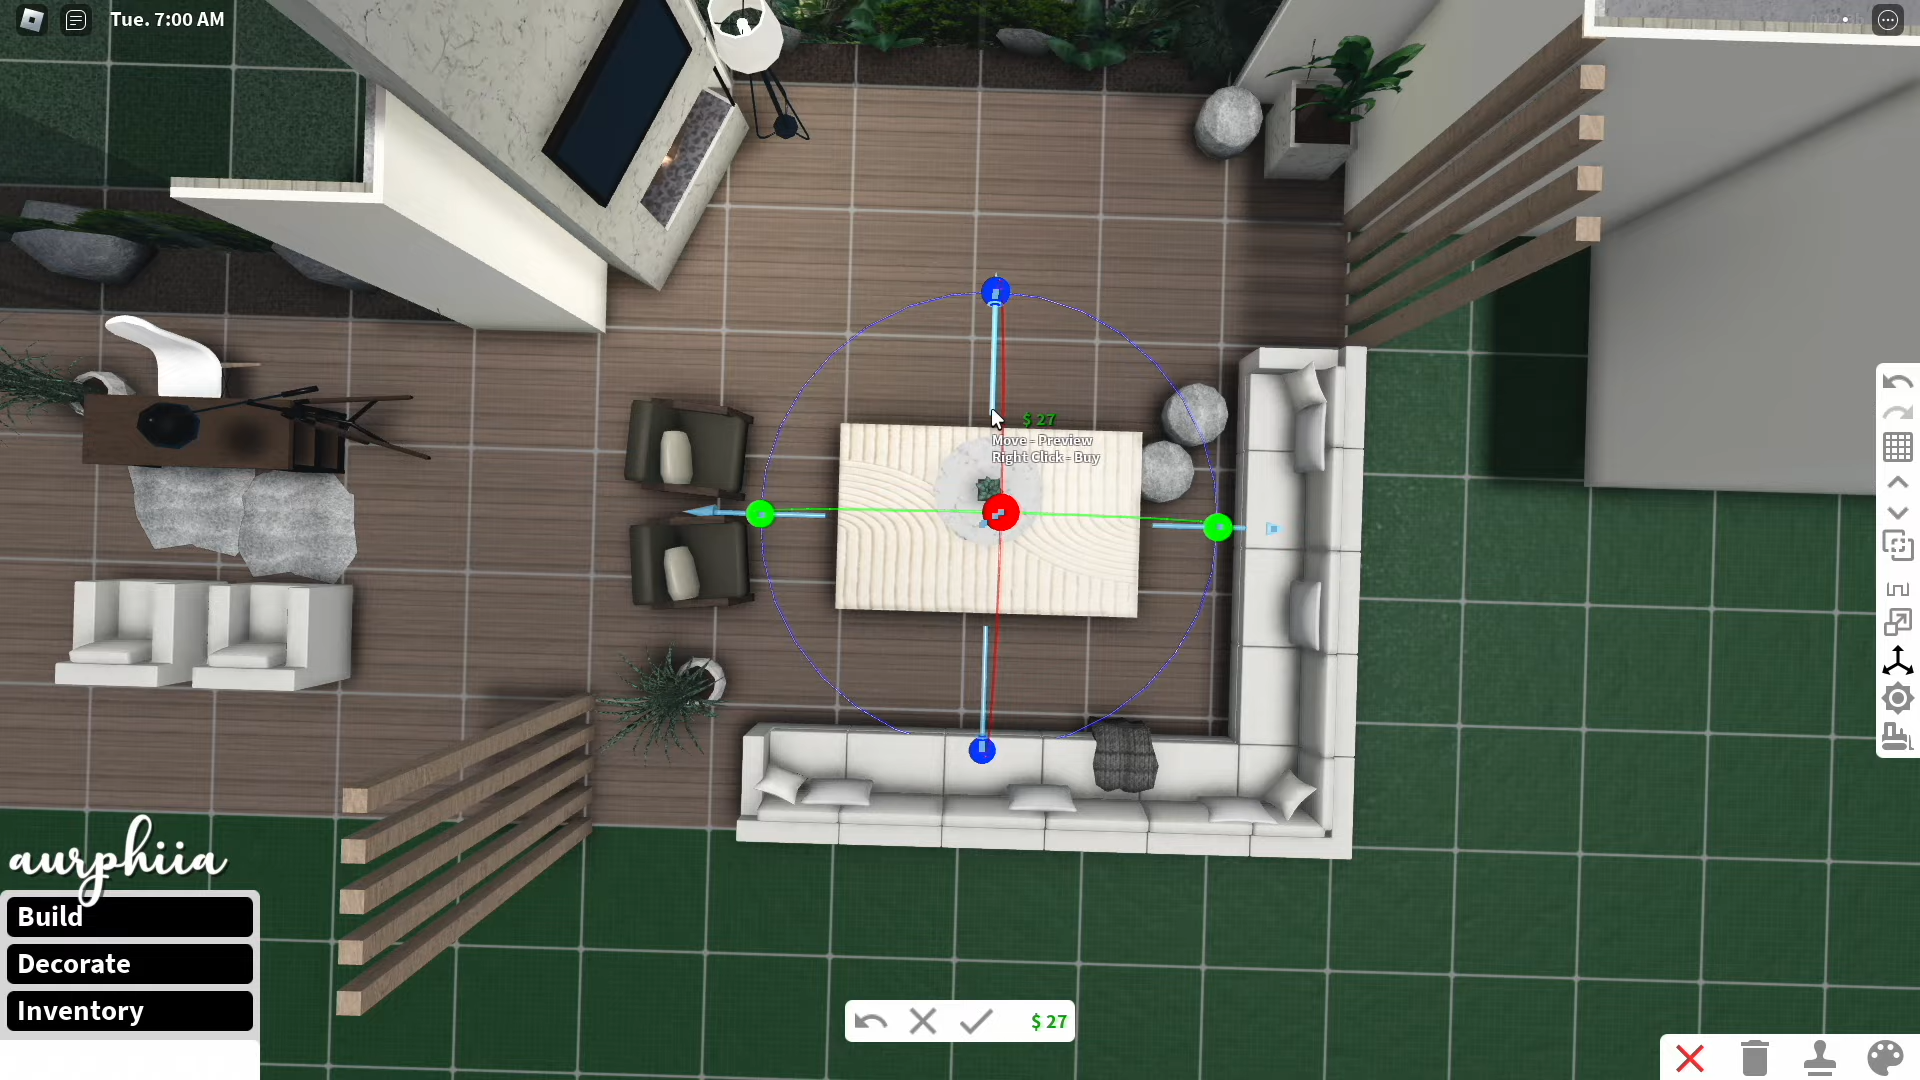 Tue. 7:00 AM
$ 27
Move - Preview
Right Click - Buy
aurphiia
Build
Decorate
Inventory
$ 27